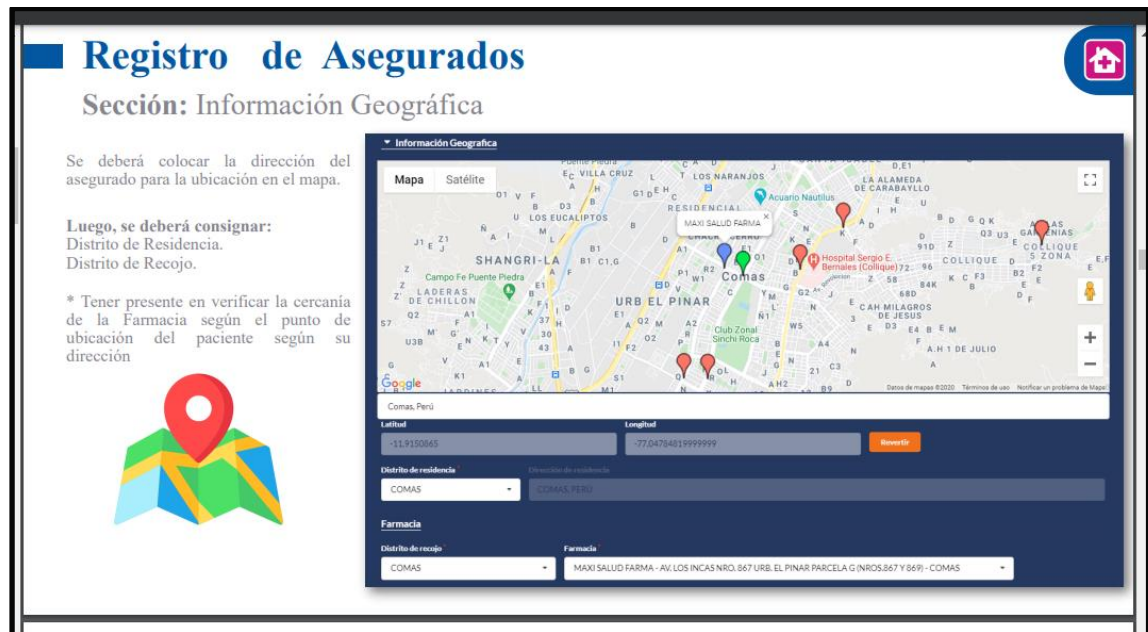 Registro de Asegurados
Sección: Información Geográfica
Se deberá colocar la dirección del
asegurado para la ubicación en el mapa.
Luego, se deberá consignar:
Distrito de Residencia.
Distrito de Recojo.
* Tener presente en verificar la cercanía
de la Farmacia según el punto de
ubicación del paciente según su
dirección
Información Geografica
Mapa Satélite
VILLA CRUZ
LOS NARANJOS
LA ALAMEDA
DE CARABAYLLO
Acuario Nautilus
RESIDENCIAL
LOS EUCALIPTOS
MAXI SALUD FARMA
SHANGRI-LA
Hospital Sergio E.
Bernales (Collique)
COLLIQUE
5 ZONA
COLLIQUE
Campo Fe Puente Piedra
Comas
LADERAS
DE CHILLON
URB EL PINAR
CAH MILAGROS
DE JESUS
Club Zonal
Sinchi Roca
A.H 1 DE JULIO
Google
Datos de mapas ©2020 Términos de uso Notificar un problema de Maps
Comas, Perú
Latitud Longitud
-11.9150865 -77.04784819999999 Revertir
Distrito de residencia * Dirección de residencia
COMAS COMAS, PERÚ
Farmacia
Distrito de recojo * Farmacia *
COMAS MAXI SALUD FARMA - AV. LOS INCAS NRO. 867 URB. EL PINAR PARCELA G (NROS.867 Y 869) - COMAS